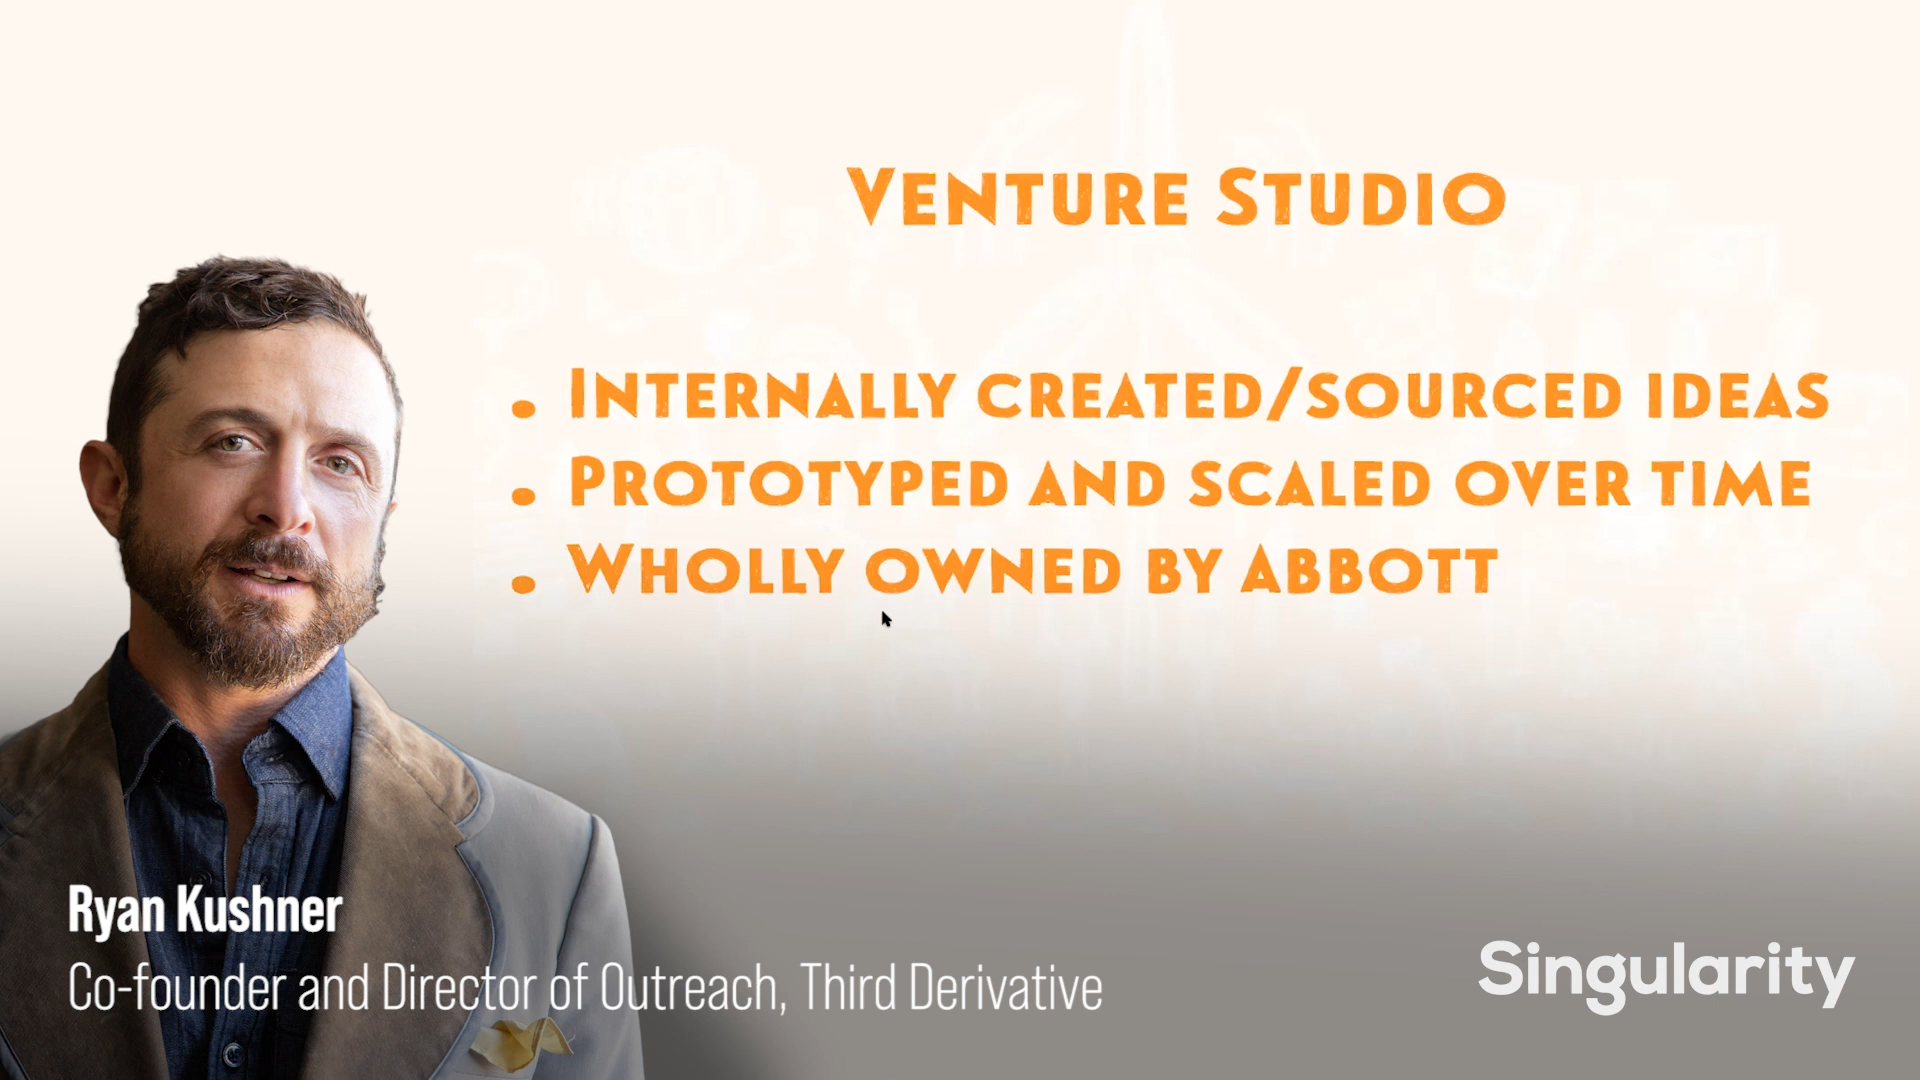 Venture Studio
• Internally created/sourced ideas
• Prototyped and scaled over time
• Wholly owned by Abbott
Ryan Kushner
Co-founder and Director of Outreach, Third Derivative
Singularity